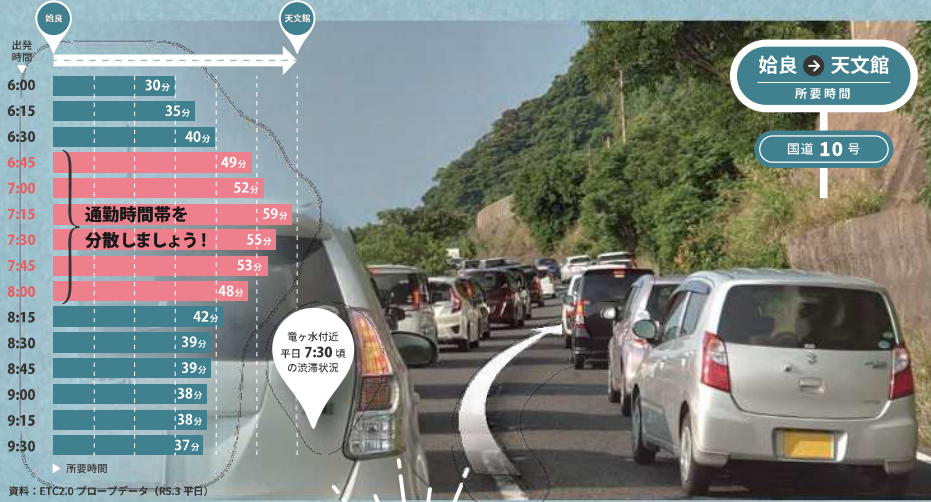 姶良
天文館
出発
時間
6:00 30分
6:15 35分
6:30 40分
6:45 49分
7:00 52分
7:15 59分
7:30 55分
7:45 53分
8:00 48分
8:15 42分
8:30 39分
8:45 39分
9:00 38分
9:15 38分
9:30 37分
通勤時間帯を
分散しましょう！
所要時間
資料：ETC2.0 プローブデータ（R5.3 平日）
竜ヶ水付近
平日 7:30 頃
の渋滞状況
姶良 → 天文館
所要時間
国道 10 号